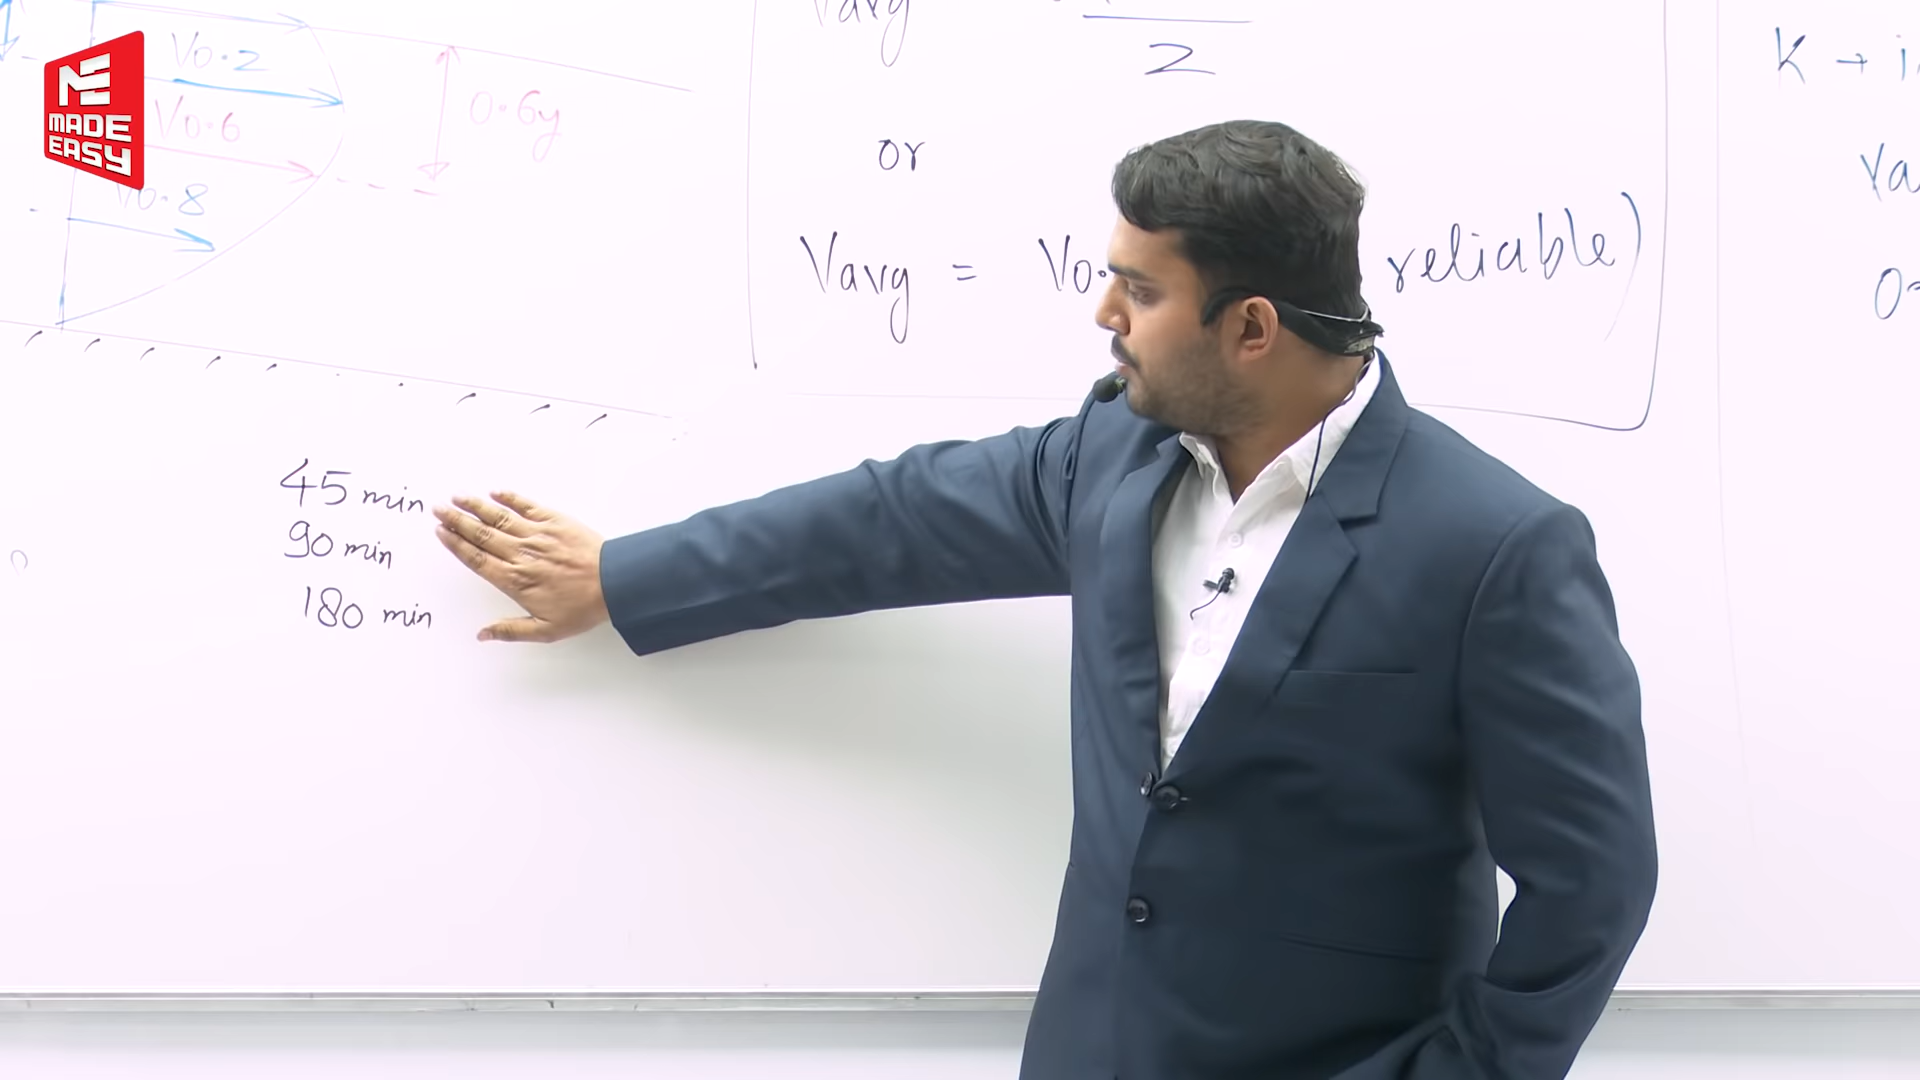 MADE
EASY
V0.2
V0.6
V0.8
0.6y
Vavg
2
or
Vavg = V0. reliable)
K → i
45 min
90 min
180 min